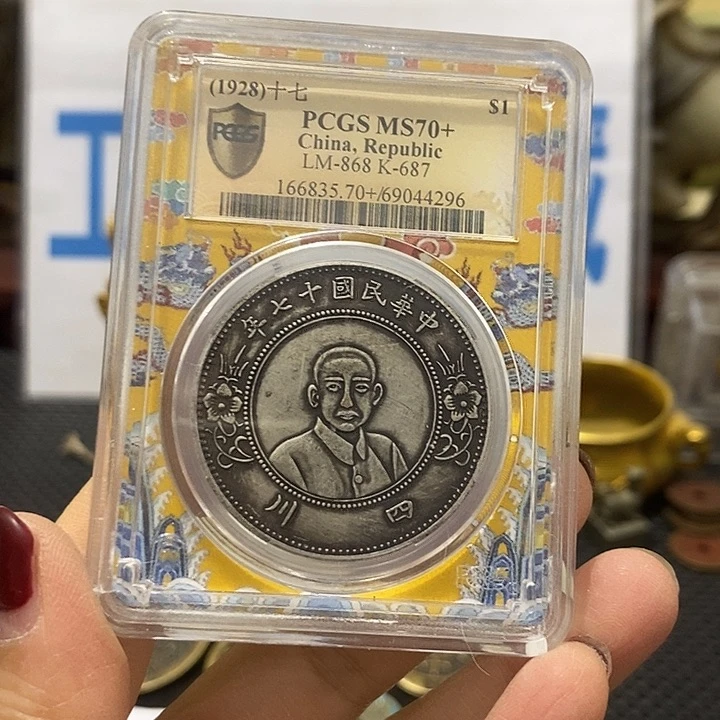 (1928)十七
$1
PCGS
PCGS MS70+
China, Republic
LM-868 K-687
166835.70+/69044296
年七十國民華中
川四